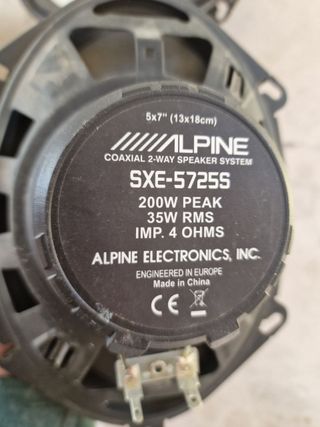 5x7" (13x18cm)
ALPINE
COAXIAL 2-WAY SPEAKER SYSTEM
SXE-5725S
200W PEAK
35W RMS
IMP. 4 OHMS
ALPINE ELECTRONICS, INC.
ENGINEERED IN EUROPE
Made in China
CE